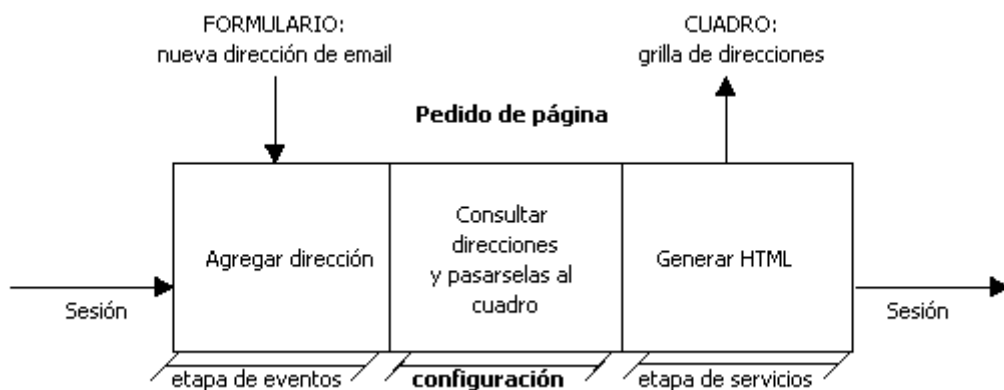 FORMULARIO:
nueva dirección de email
CUADRO:
grilla de direcciones
Pedido de página
Agregar dirección
Consultar
direcciones
y pasarselas al
cuadro
Generar HTML
Sesión
Sesión
etapa de eventos
configuración
etapa de servicios